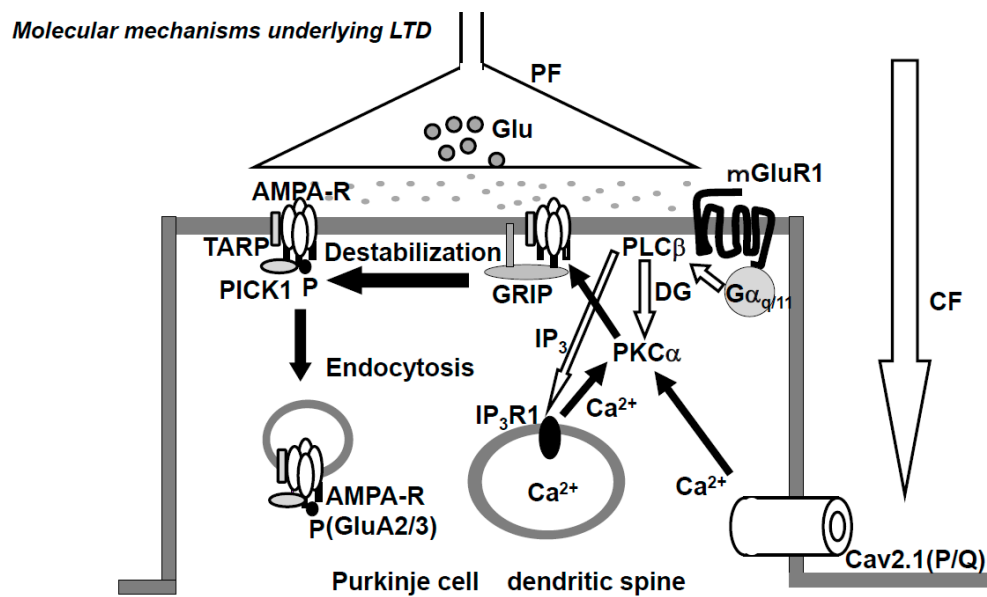 Molecular mechanisms underlying LTD
PF
Glu
mGluR1
AMPA-R
TARP
Destabilization
PLCβ
PICK1 P
GRIP
DG
Gαq/11
CF
IP3
PKCα
Endocytosis
IP3R1
Ca2+
Ca2+
Ca2+
AMPA-R
P(GluA2/3)
Cav2.1(P/Q)
Purkinje cell dendritic spine